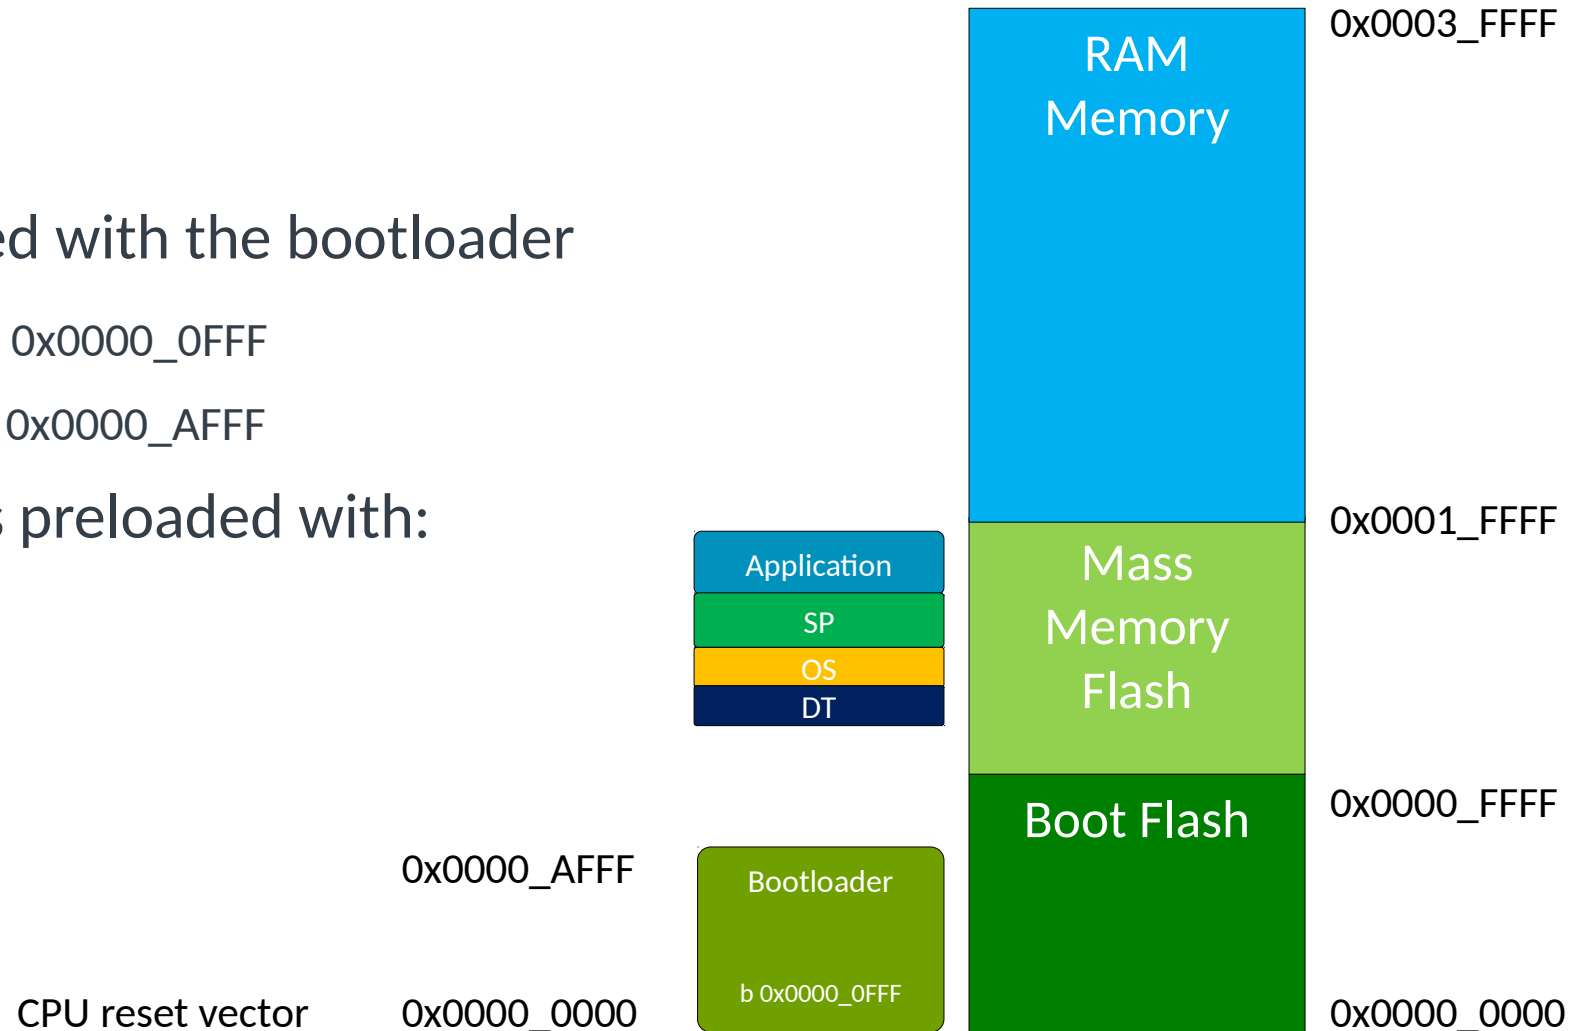 ed with the bootloader
0x0000_0FFF
0x0000_AFFF
s preloaded with:
Application
SP
OS
DT
0x0000_AFFF
Bootloader
b 0x0000_0FFF
CPU reset vector
0x0000_0000
RAM
Memory
0x0003_FFFF
0x0001_FFFF
Mass
Memory
Flash
Boot Flash
0x0000_FFFF
0x0000_0000